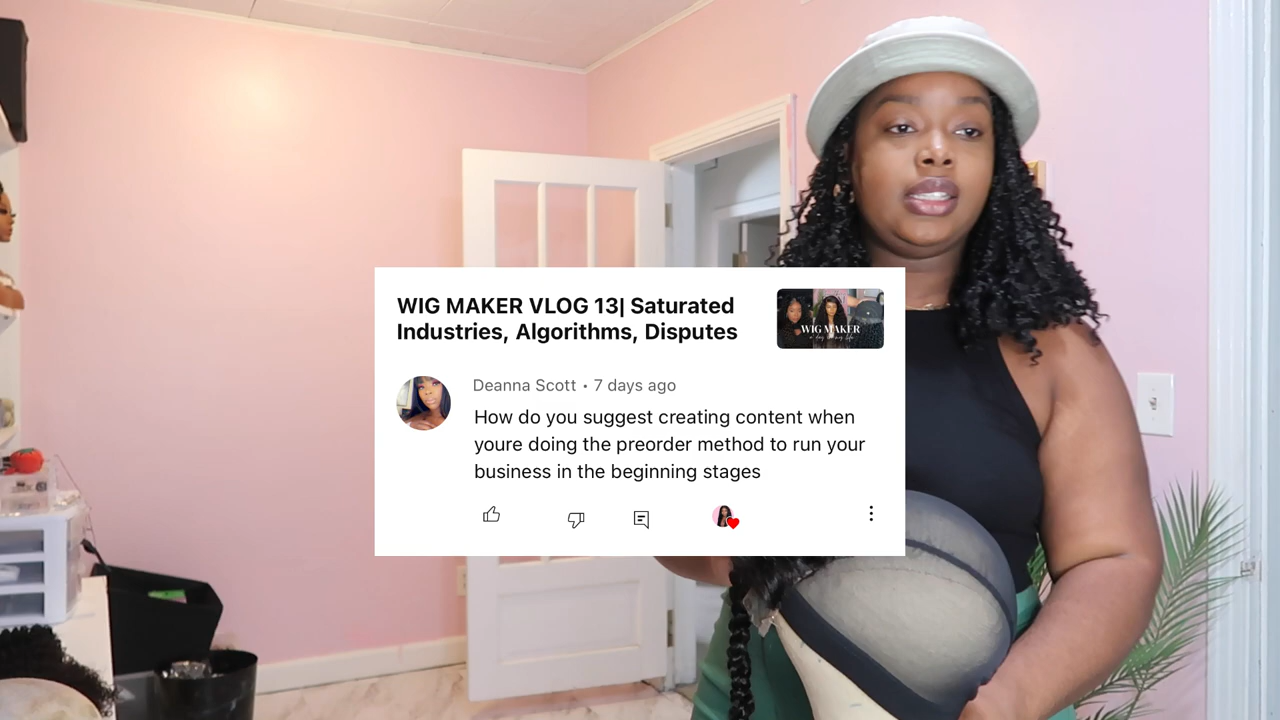 WIG MAKER VLOG 13| Saturated
Industries, Algorithms, Disputes
WIG MAKER
Deanna Scott • 7 days ago
How do you suggest creating content when
youre doing the preorder method to run your
business in the beginning stages